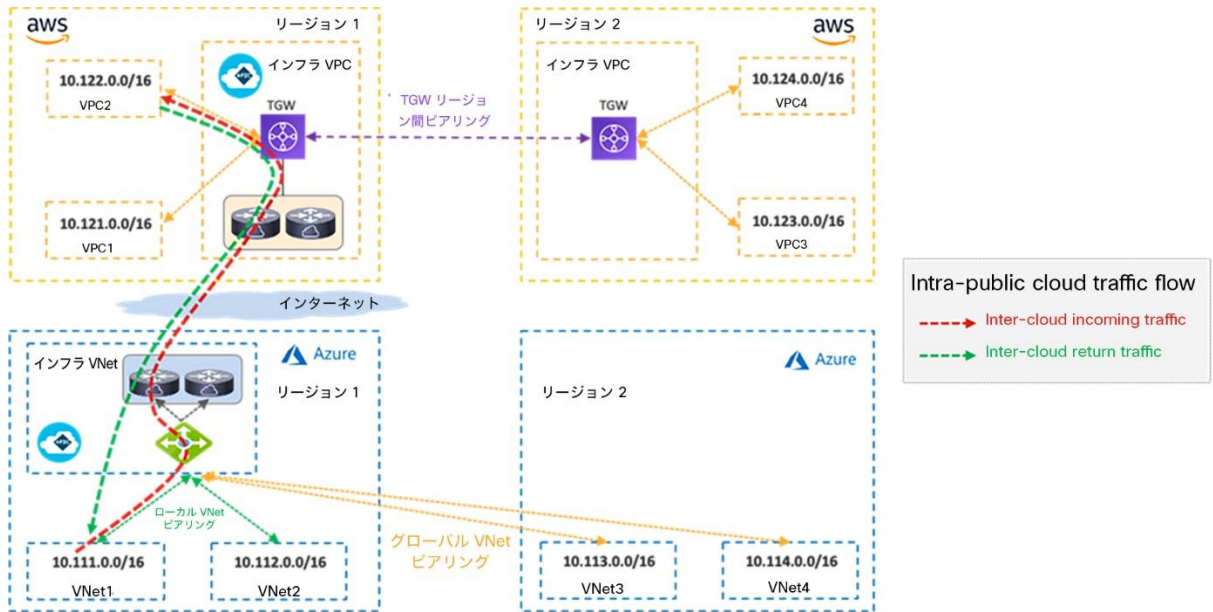 aws
リージョン 1
インフラ VPC
10.122.0.0/16
VPC2
TGW
10.121.0.0/16
VPC1
TGW リージョ
ン間ピアリング
リージョン 2
aws
インフラ VPC
TGW
10.124.0.0/16
VPC4
10.123.0.0/16
VPC3
インターネット
インフラ VNet
Azure
リージョン 1
ローカル VNet
ピアリング
10.111.0.0/16
VNet1
10.112.0.0/16
VNet2
グローバル VNet
ピアリング
Azure
リージョン 2
10.113.0.0/16
VNet3
10.114.0.0/16
VNet4
Intra-public cloud traffic flow
Inter-cloud incoming traffic
Inter-cloud return traffic